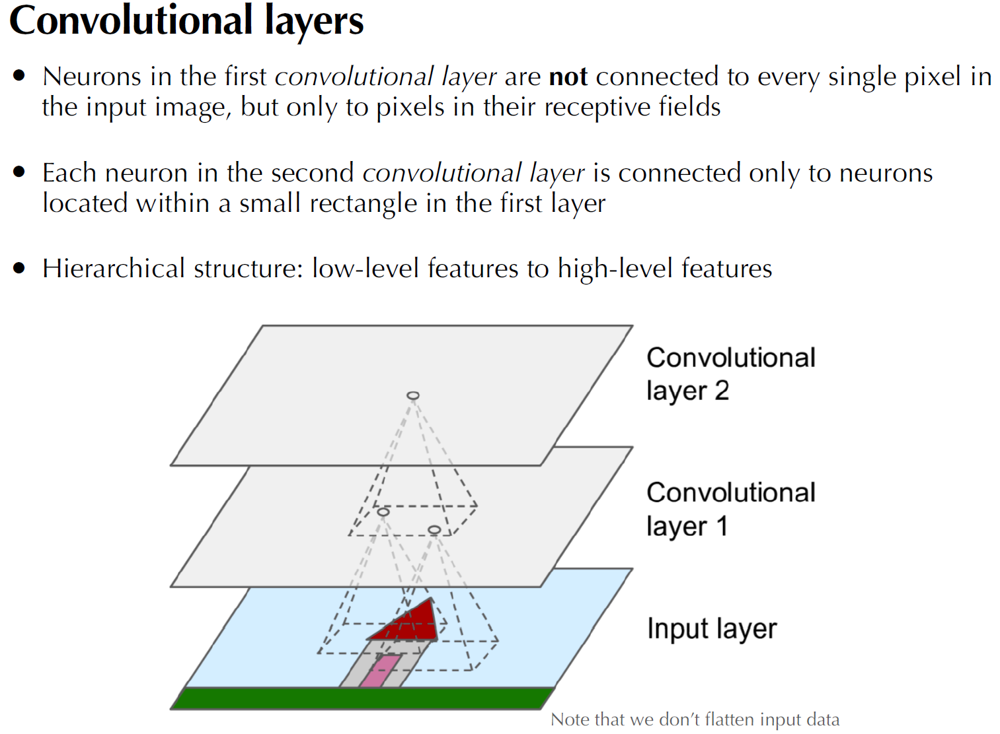 Convolutional layers
• Neurons in the first convolutional layer are not connected to every single pixel in
the input image, but only to pixels in their receptive fields
• Each neuron in the second convolutional layer is connected only to neurons
located within a small rectangle in the first layer
• Hierarchical structure: low-level features to high-level features
Convolutional
layer 2
Convolutional
layer 1
Input layer
Note that we don’t flatten input data